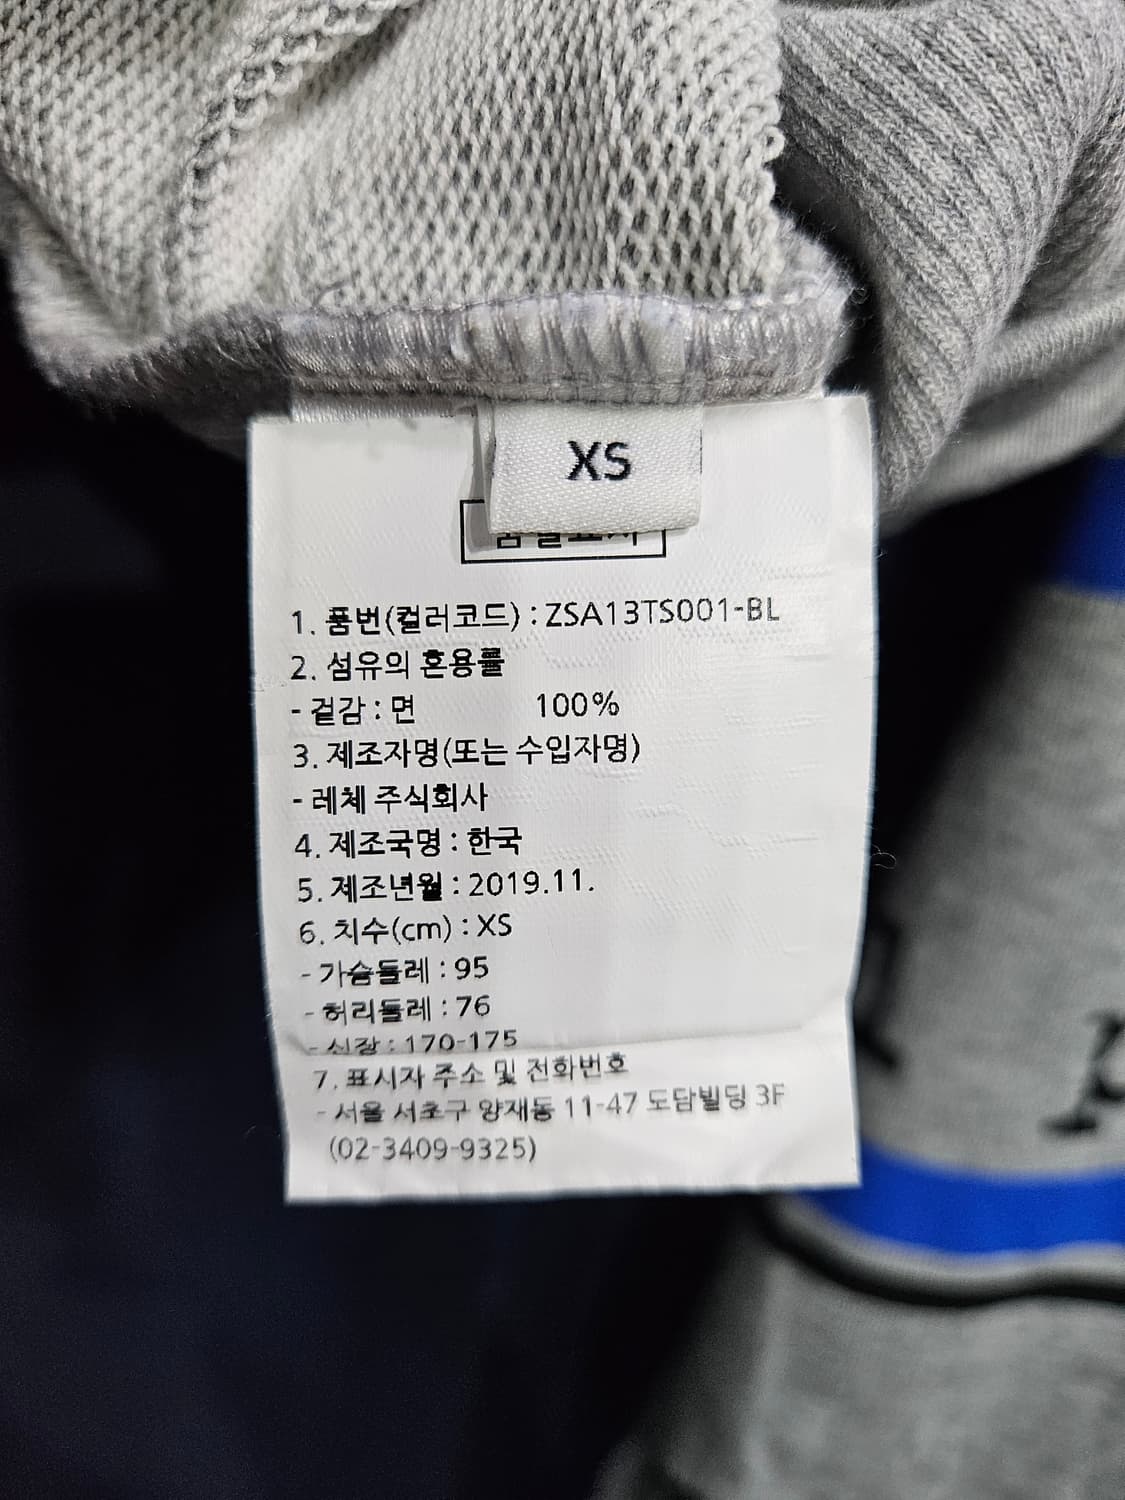 XS
1. 품번(컬러코드) : ZSA13TS001-BL
2. 섬유의 혼용률
- 겉감 : 면 100%
3. 제조자명(또는 수입자명)
- 레체 주식회사
4. 제조국명 : 한국
5. 제조년월 : 2019.11.
6. 치수(cm) : XS
- 가슴둘레 : 95
- 허리둘레 : 76
- 신장 : 170-175
7. 표시자 주소 및 전화번호
- 서울 서초구 양재동 11-47 도담빌딩 3F
(02-3409-9325)
p